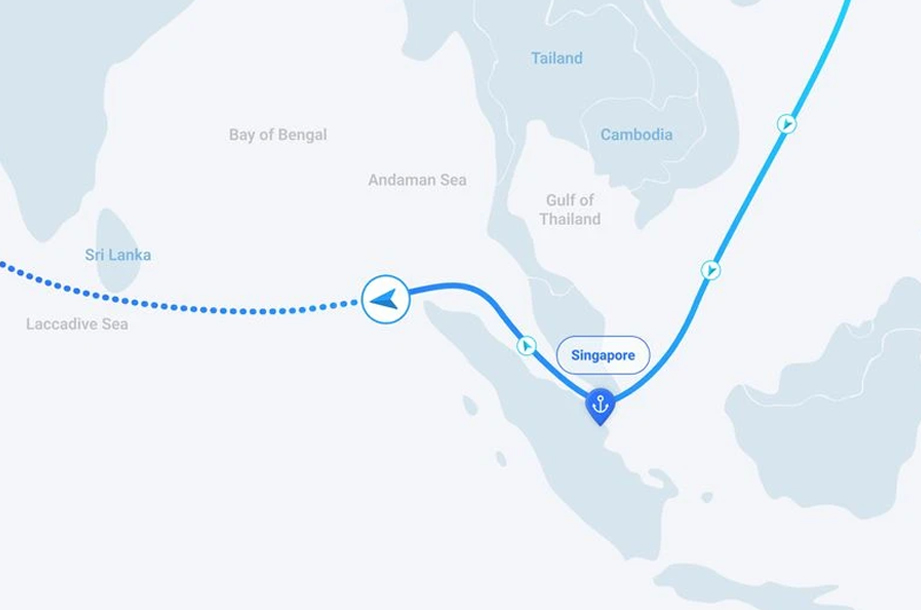 Tailand
Bay of Bengal
Cambodia
Andaman Sea
Gulf of
Thailand
Sri Lanka
Laccadive Sea
Singapore